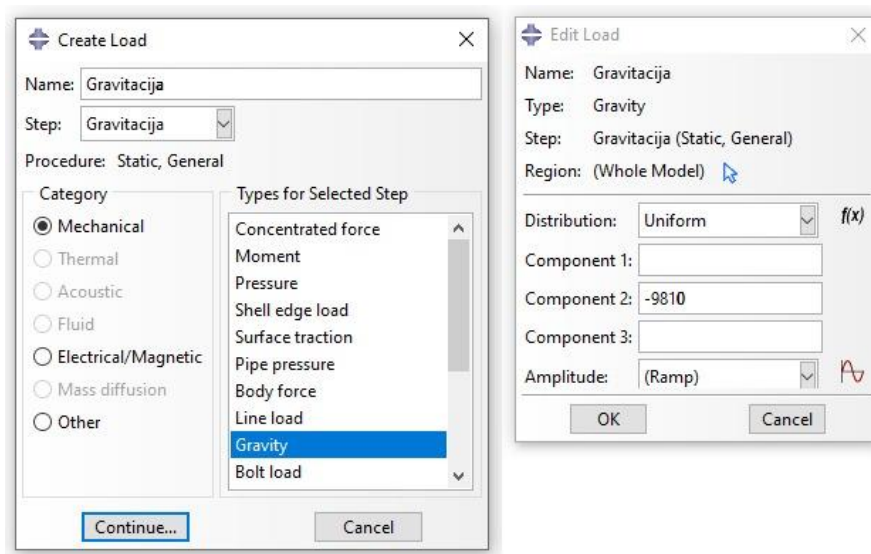 Create Load
Name: Gravitacija
Step: Gravitacija
Procedure: Static, General
Category
Mechanical
Thermal
Acoustic
Fluid
Electrical/Magnetic
Mass diffusion
Other
Types for Selected Step
Concentrated force
Moment
Pressure
Shell edge load
Surface traction
Pipe pressure
Body force
Line load
Gravity
Bolt load
Continue...
Cancel
Edit Load
Name: Gravitacija
Type: Gravity
Step: Gravitacija (Static, General)
Region: (Whole Model)
Distribution: Uniform f(x)
Component 1:
Component 2: -9810
Component 3:
Amplitude: (Ramp)
OK
Cancel